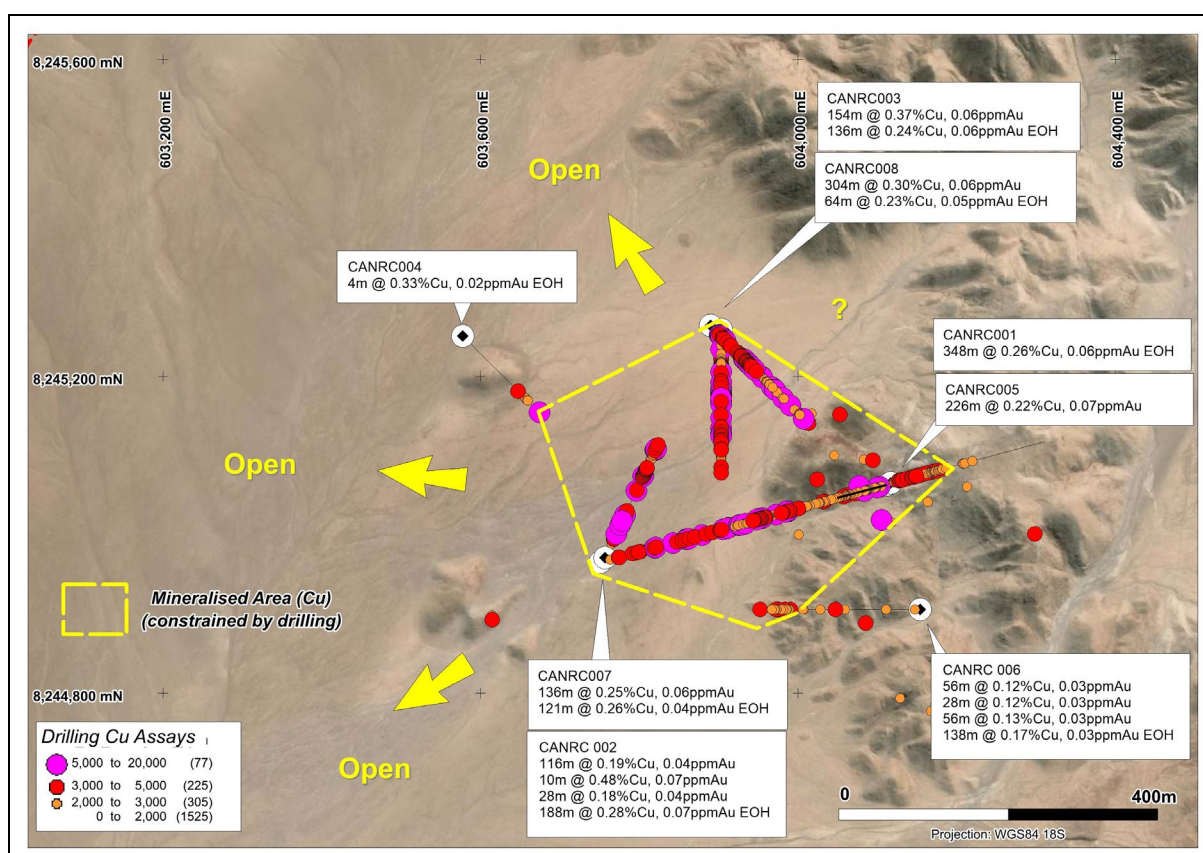 8,245,600 mN
603,200 mE
603,600 mE
604,000 mE
604,400 mE
CANRC003
154m @ 0.37%Cu, 0.06ppmAu
136m @ 0.24%Cu, 0.06ppmAu EOH
Open
CANRC008
304m @ 0.30%Cu, 0.06ppmAu
64m @ 0.23%Cu, 0.05ppmAu EOH
CANRC004
4m @ 0.33%Cu, 0.02ppmAu EOH
?
CANRC001
348m @ 0.26%Cu, 0.06ppmAu EOH
8,245,200 mN
CANRC005
226m @ 0.22%Cu, 0.07ppmAu
Open
Mineralised Area (Cu)
(constrained by drilling)
CANRC007
136m @ 0.25%Cu, 0.06ppmAu
121m @ 0.26%Cu, 0.04ppmAu EOH
CANRC 006
56m @ 0.12%Cu, 0.03ppmAu
28m @ 0.12%Cu, 0.03ppmAu
56m @ 0.13%Cu, 0.03ppmAu
138m @ 0.17%Cu, 0.03ppmAu EOH
8,244,800 mN
CANRC 002
116m @ 0.19%Cu, 0.04ppmAu
10m @ 0.48%Cu, 0.07ppmAu
28m @ 0.18%Cu, 0.04ppmAu
188m @ 0.28%Cu, 0.07ppmAu EOH
Open
Drilling Cu Assays
5,000 to 20,000 (77)
3,000 to 5,000 (225)
2,000 to 3,000 (305)
0 to 2,000 (1525)
0 400m
Projection: WGS84 18S